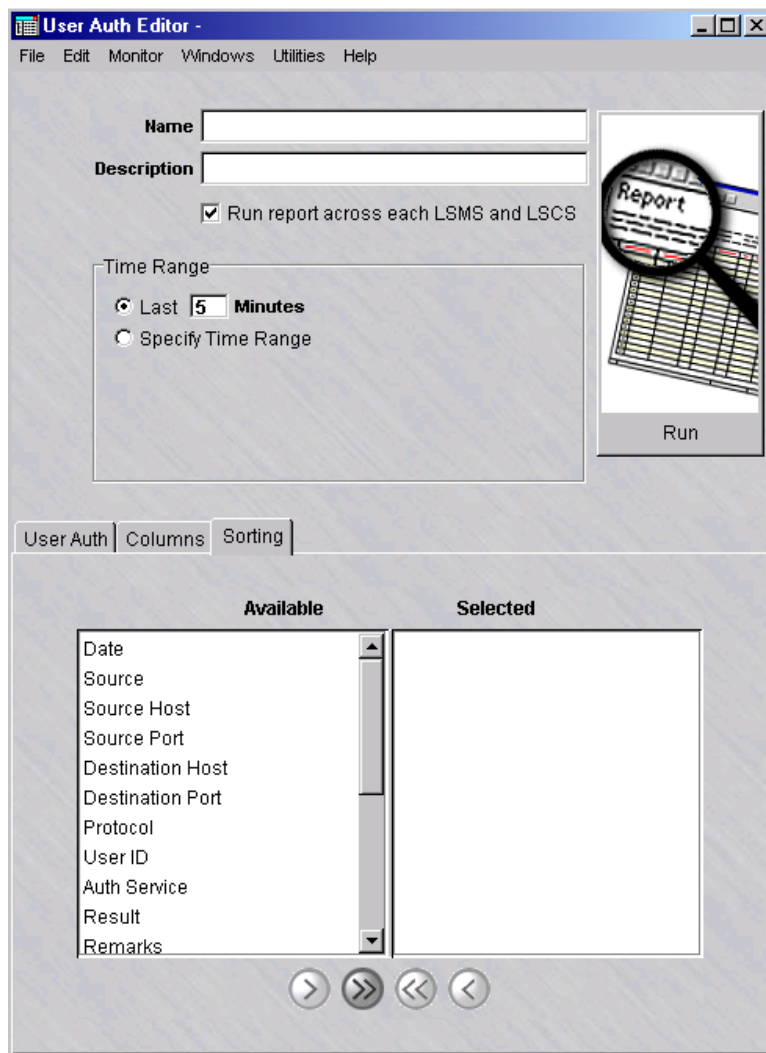 User Auth Editor -
File Edit Monitor Windows Utilities Help
Name
Description
Run report across each LSMS and LSCS
Report
Time Range
Last 5 Minutes
Specify Time Range
Run
User Auth Columns Sorting
Available Selected
Date
Source
Source Host
Source Port
Destination Host
Destination Port
Protocol
User ID
Auth Service
Result
Remarks